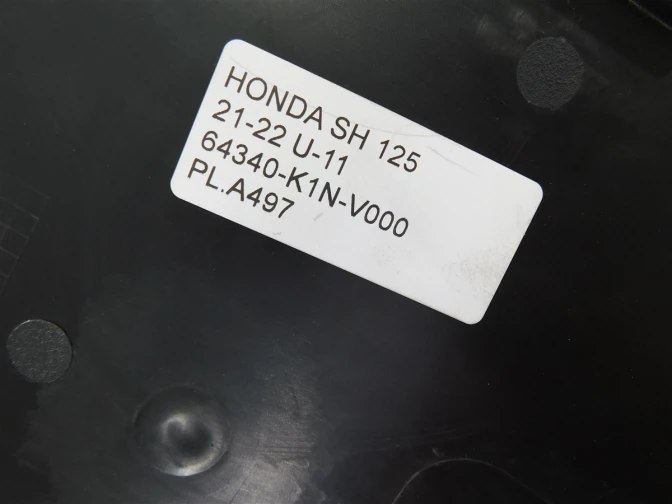 HONDA SH 125
21-22 U-11
64340-K1N-V000
PL.A497